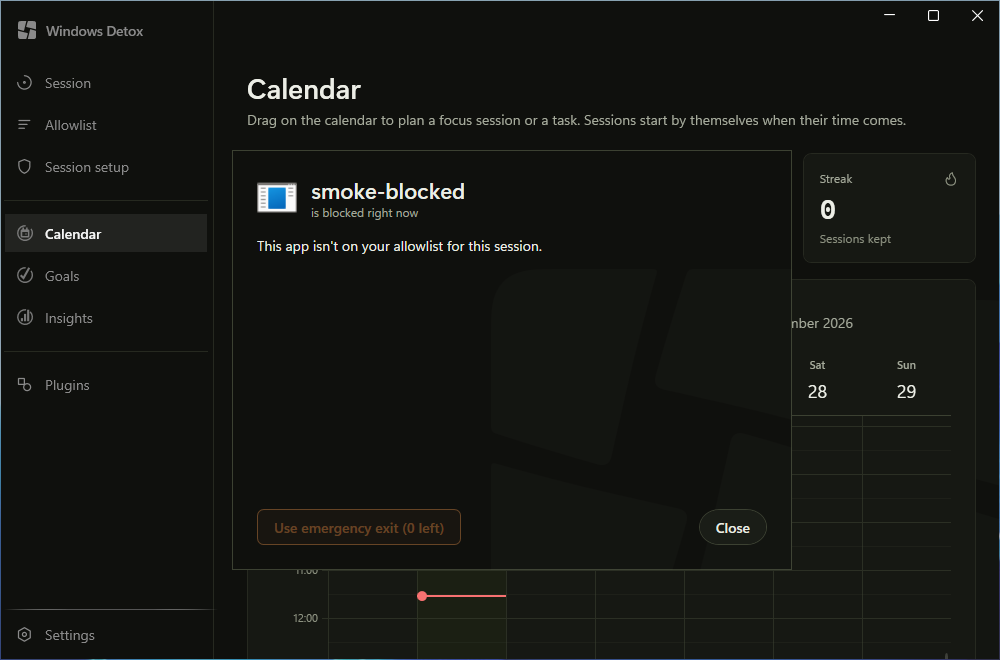 Windows Detox
Session
Allowlist
Session setup
Calendar
Goals
Insights
Plugins
Settings
Calendar
Drag on the calendar to plan a focus session or a task. Sessions start by themselves when their time comes.
smoke-blocked
is blocked right now
This app isn't on your allowlist for this session.
Use emergency exit (0 left)
Close
Streak
0
Sessions kept
mber 2026
Sat
Sun
28
29
11:00
12:00